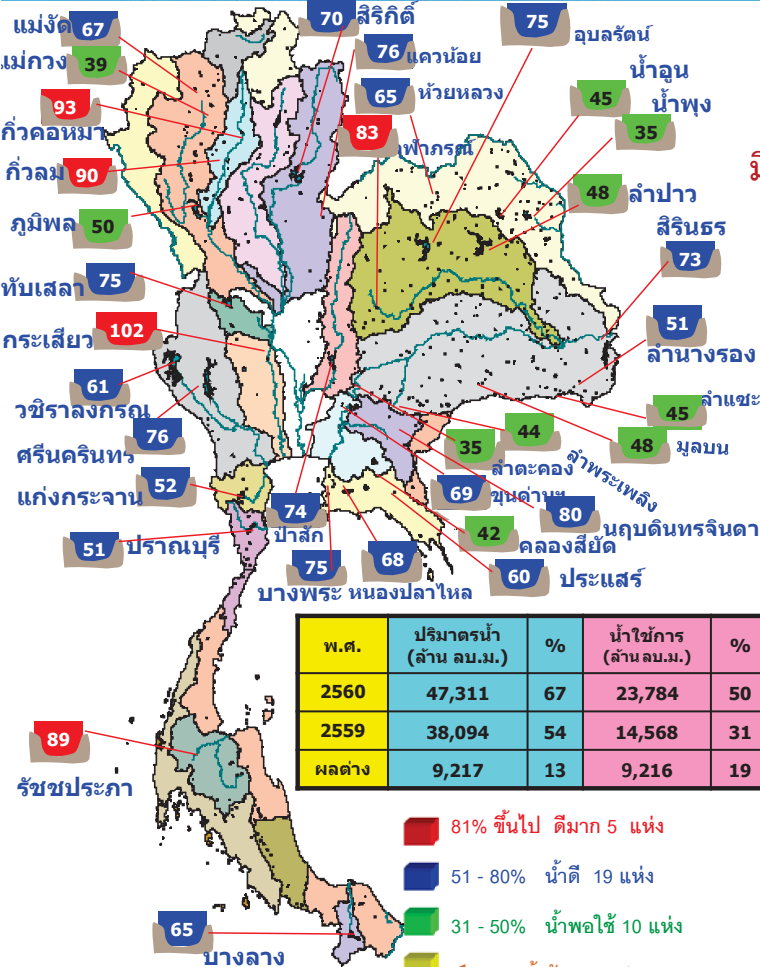 แม่งัด 67
70 สิริกิติ์
75 อุบลรัตน์
แม่กวง 39
76 แควน้อย
น้ำอูน
45
93
65 ห้วยหลวง
น้ำพุง
35
กิ่วคอหมา
83
กิ่วลม 90
48 ลำปาว
ภูมิพล 50
สิรินธร
73
ทับเสลา 75
กระเสียว 102
51
ลำนางรอง
61
วชิราลงกรณ
45 ลำแชะ
76
ศรีนครินทร
35
ลำตะคอง
44
ลำพระเพลิง
48 มูลบน
แก่งกระจาน 52
69
ขุนด่านฯ
74
ป่าสัก
80 นฤบดินทรจินดา
42 คลองสียัด
51 ปราณบุรี
75
บางพระ
68
หนองปลาไหล
60 ประแสร์
พ.ศ. ปริมาตรน้ำ (ล้าน ลบ.ม.) % น้ำใช้การ (ล้าน ลบ.ม.) %
2560 47,311 67 23,784 50
2559 38,094 54 14,568 31
ผลต่าง 9,217 13 9,216 19
89
รัชชประภา
81% ขึ้นไป ดีมาก 5 แห่ง
51 - 80% น้ำดี 19 แห่ง
31 - 50% น้ำพอใช้ 10 แห่ง
65
บางลาง